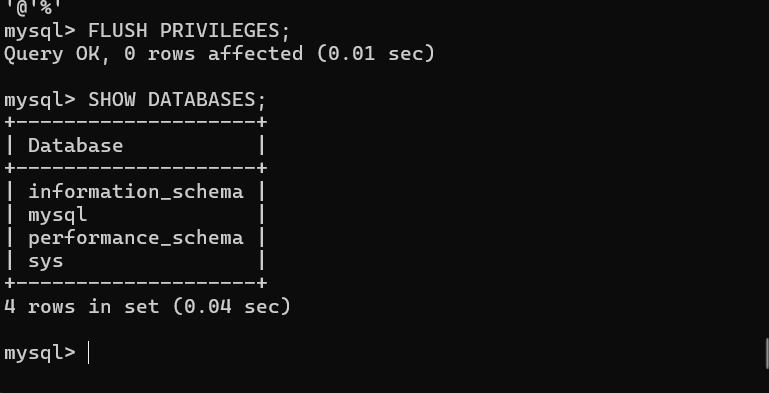 '@'%'
mysql> FLUSH PRIVILEGES;
Query OK, 0 rows affected (0.01 sec)
mysql> SHOW DATABASES;
+--------------------+
| Database           |
+--------------------+
| information_schema |
| mysql              |
| performance_schema |
| sys                |
+--------------------+
4 rows in set (0.04 sec)
mysql>